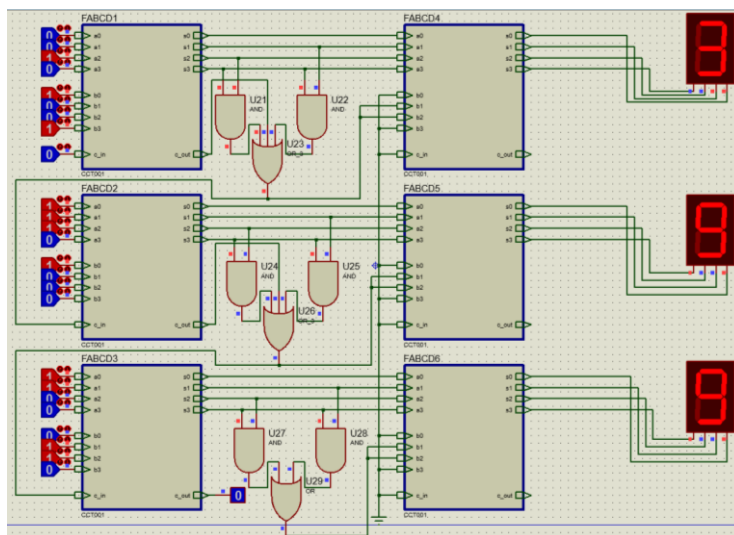 FABCD1 FABCD4
0 a0 s0 a0 s0
0 a1 s1 a1 s1
1 a2 s2 a2 s2
0 a3 s3 a3 s3
3
1 b0 b0
0 b1 b1
0 b2 b2
1 b3 b3
U21
AND
U22
AND
U23
OR_3
0 c_in c_out c_in c_out
CCT001 CCT001
FABCD2 FABCD5
1 a0 s0 a0 s0
1 a1 s1 a1 s1
1 a2 s2 a2 s2
0 a3 s3 a3 s3
9
1 b0 b0
0 b1 b1
0 b2 b2
0 b3 b3
U24
AND
U25
AND
U26
OR_3
c_in c_out c_in c_out
CCT001 CCT001
FABCD3 FABCD6
1 a0 s0 a0 s0
1 a1 s1 a1 s1
0 a2 s2 a2 s2
0 a3 s3 a3 s3
9
0 b0 b0
1 b1 b1
1 b2 b2
0 b3 b3
U27
AND
U28
AND
U29
OR
c_in c_out 0 c_in c_out
CCT001 CCT001